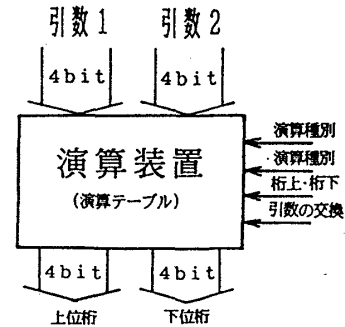 引数1 引数2
4bit 4bit
演算種別
演算装置
演算種別
(演算テーブル)
桁上・桁下
引数の交換
4bit 4bit
上位桁 下位桁